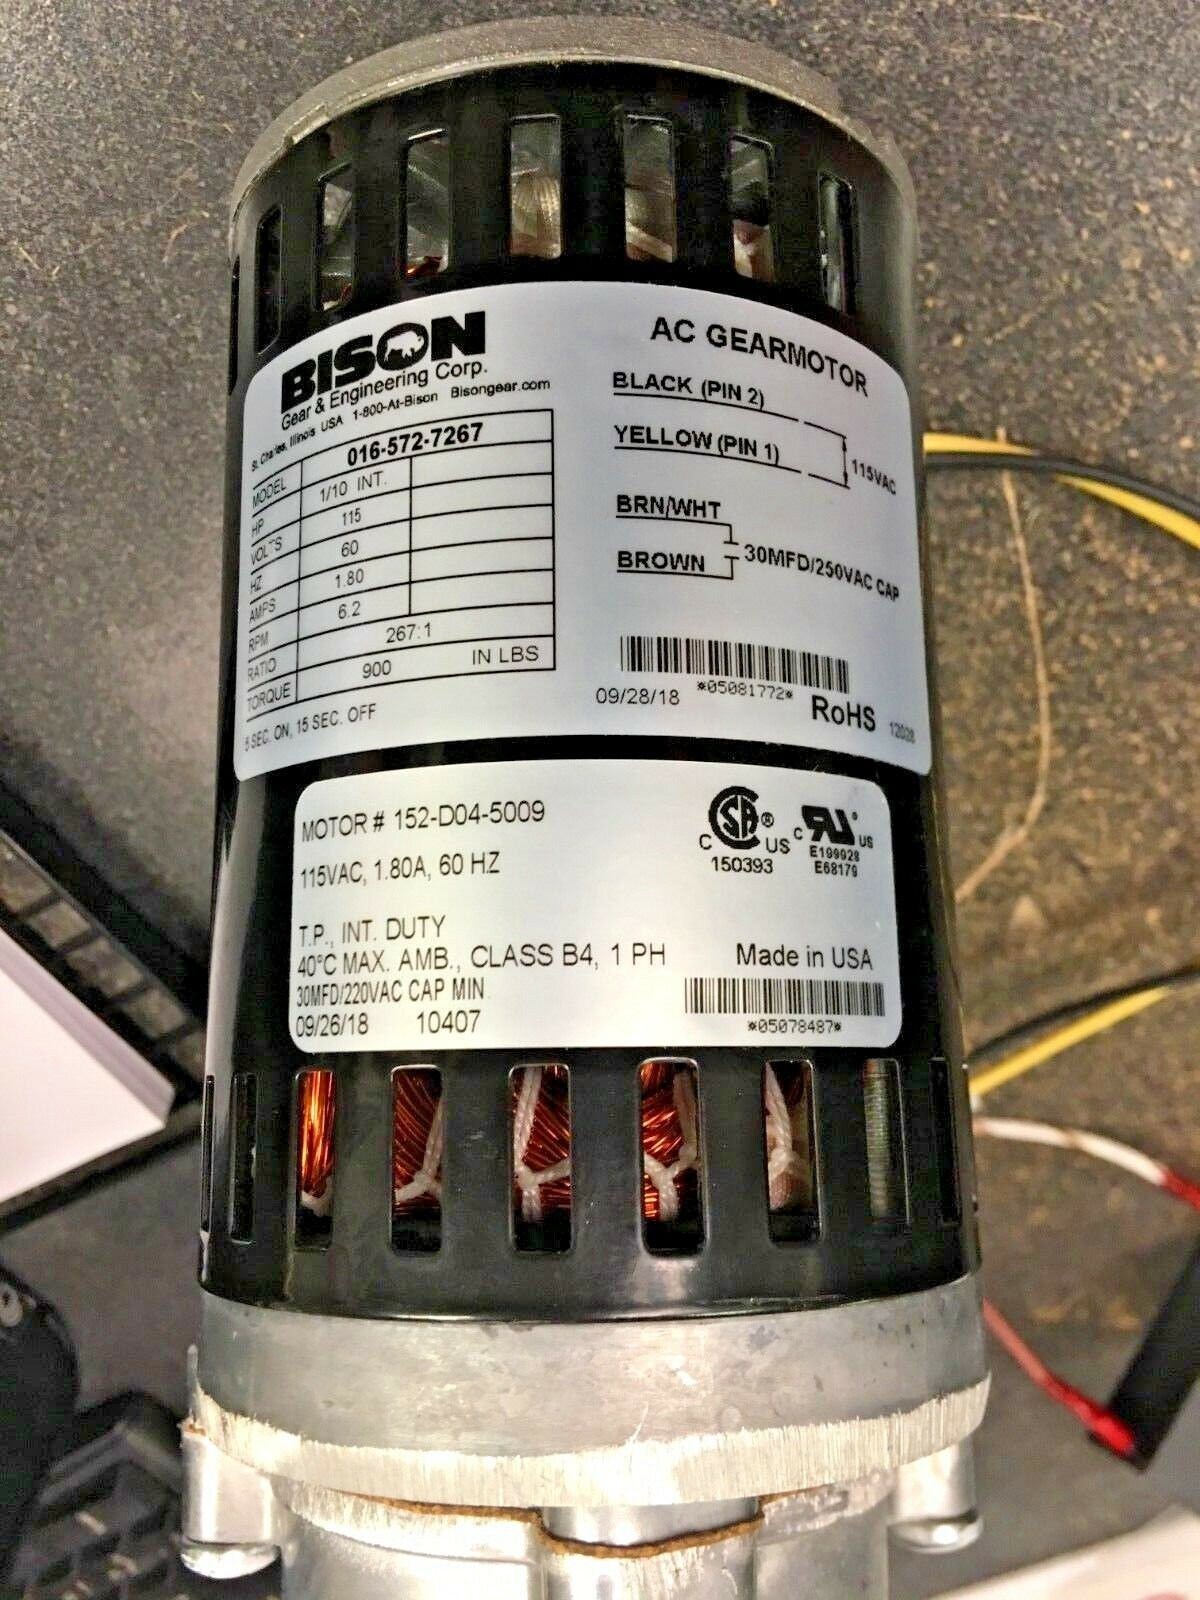 BISON
Gear & Engineering Corp.
St. Charles, Illinois USA 1-800-At-Bison Bisongear.com
MODEL 016-572-7267
HP 1/10 INT.
VOLTS 115
HZ 60
AMPS 1.80
RPM 6.2
RATIO 267:1
TORQUE 900 IN LBS
5 SEC. ON, 15 SEC. OFF
AC GEARMOTOR
BLACK (PIN 2)
YELLOW (PIN 1)
115VAC
BRN/WHT
BROWN
30MFD/250VAC CAP
*05081772*
09/28/18
RoHS
12028
MOTOR # 152-D04-5009
115VAC, 1.80A, 60 HZ
T.P., INT. DUTY
40°C MAX. AMB., CLASS B4, 1 PH
30MFD/220VAC CAP MIN
09/26/18 10407
C SA ® US
150393
C RU ® US
E199928
E68179
Made in USA
*05078487*